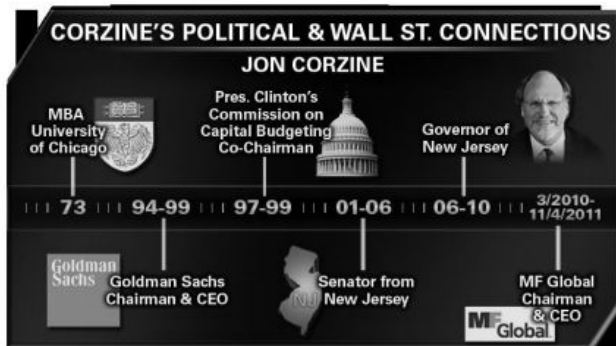 CORZINE'S POLITICAL & WALL ST. CONNECTIONS
JON CORZINE
MBA
University
of Chicago
Pres. Clinton's
Commission on
Capital Budgeting
Co-Chairman
Governor of
New Jersey
73
94-99
97-99
01-06
06-10
3/2010-
11/4/2011
Goldman
Sachs
Goldman Sachs
Chairman & CEO
NJ
Senator from
New Jersey
MF Global
Chairman
& CEO
MF
Global